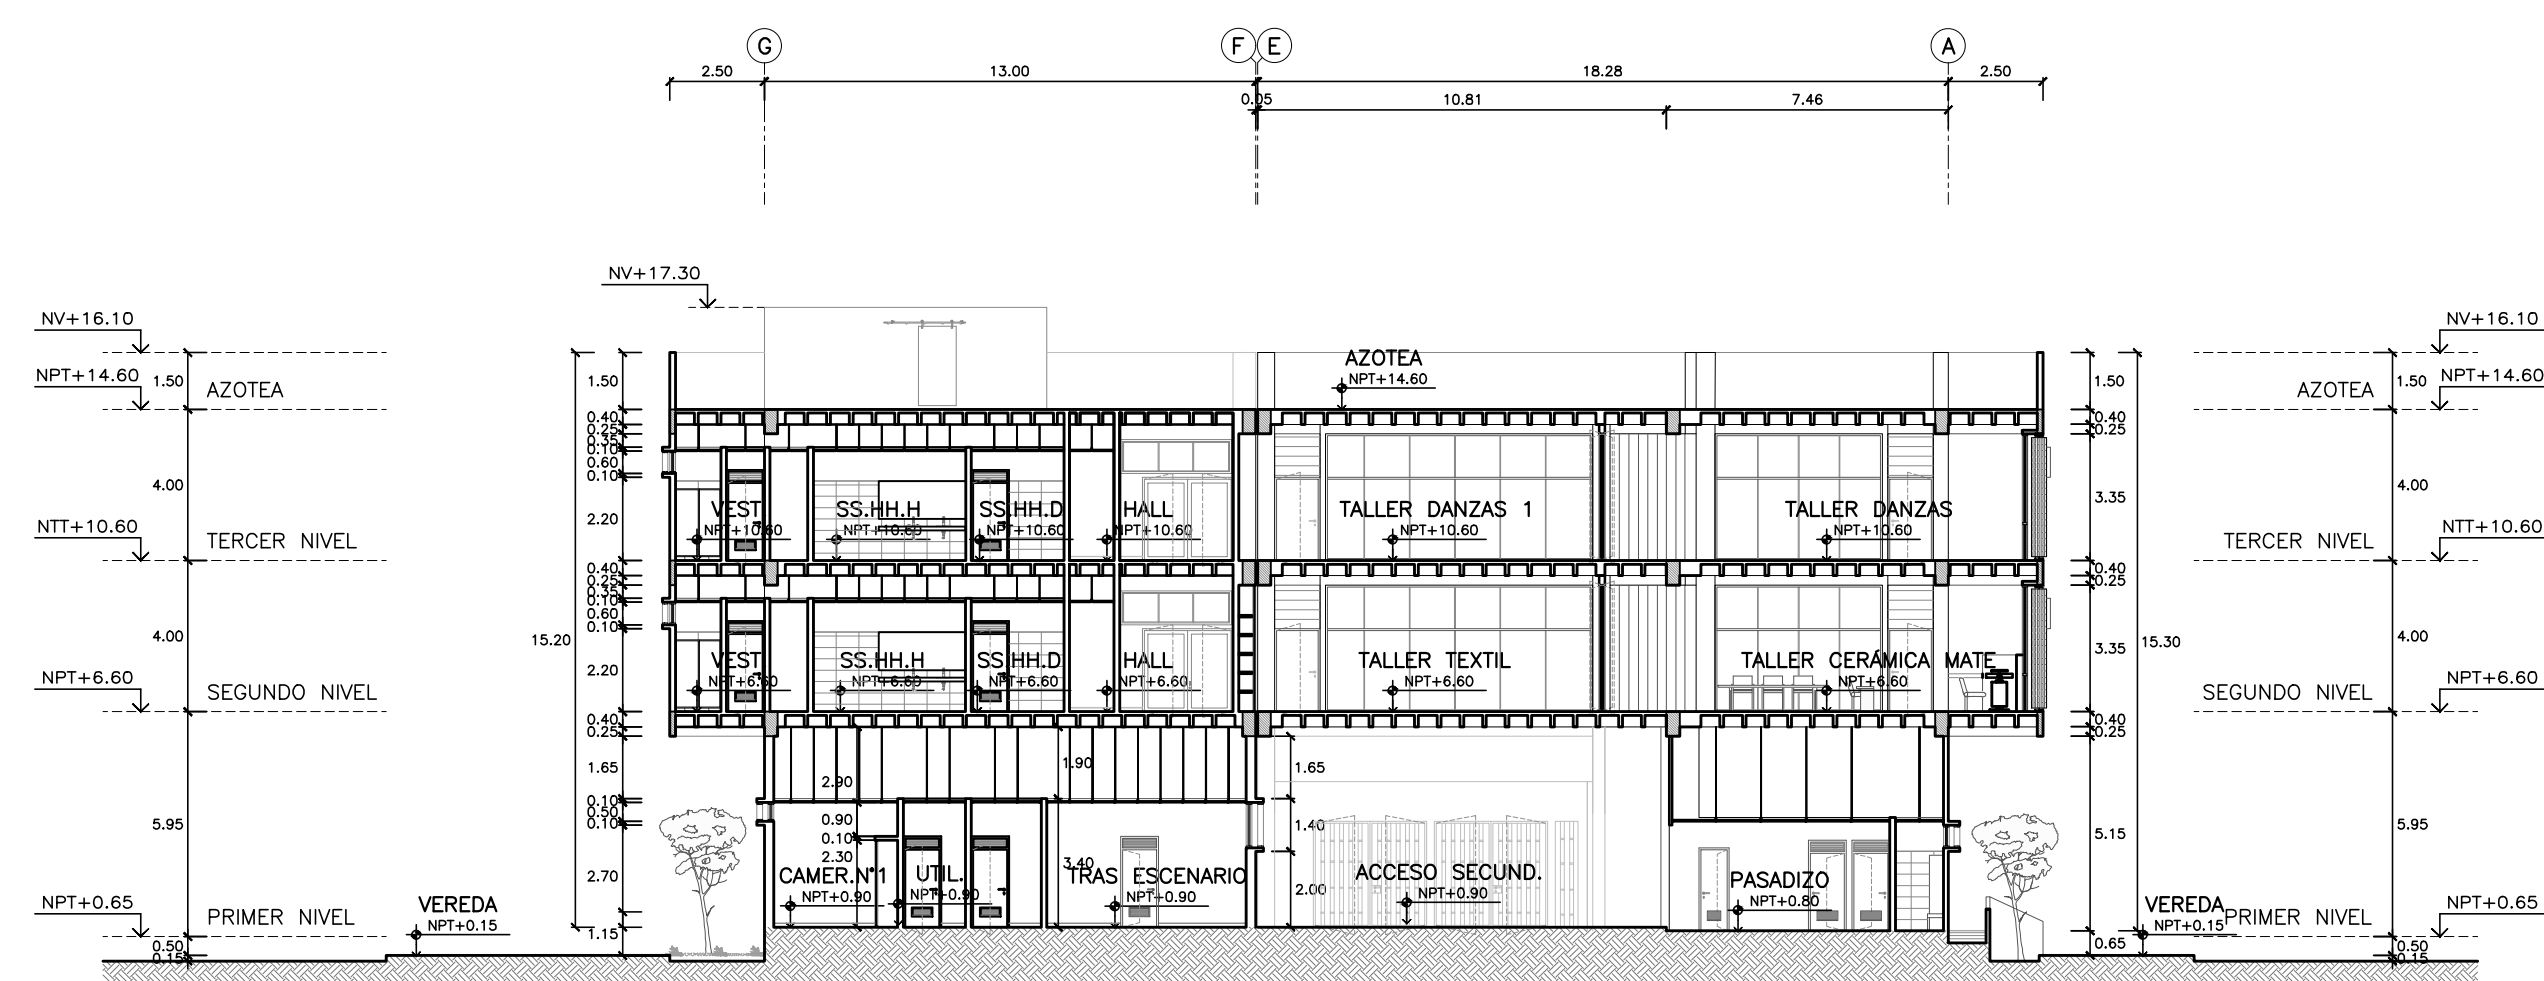 G
F
E
A
2.50
13.00
18.28
2.50
0.05
10.81
7.46
NV+17.30
NV+16.10
NV+16.10
NPT+14.60
1.50
AZOTEA
1.50
AZOTEA
NPT+14.60
1.50
AZOTEA
1.50
NPT+14.60
0.40
0.25
0.35
0.10
0.60
0.10
0.40
0.25
4.00
2.20
3.35
4.00
VEST
SS.HH.H
SS.HH.D
HALL
TALLER DANZAS 1
TALLER DANZAS
NPT+10.60
NPT+10.60
NPT+10.60
NPT+10.60
NPT+10.60
NPT+10.60
NTT+10.60
TERCER NIVEL
TERCER NIVEL
NTT+10.60
0.40
0.25
0.35
0.10
0.60
0.10
0.40
0.25
4.00
15.20
2.20
3.35
15.30
4.00
VEST
SS.HH.H
SS.HH.D
HALL
TALLER TEXTIL
TALLER CERÁMICA MATE
NPT+6.60
NPT+6.60
NPT+6.60
NPT+6.60
NPT+6.60
NPT+6.60
NPT+6.60
SEGUNDO NIVEL
SEGUNDO NIVEL
NPT+6.60
0.40
0.25
0.40
0.25
1.65
2.90
1.90
1.65
0.10
0.50
0.10
0.90
0.10
2.30
1.40
5.95
5.15
5.95
2.70
3.40
2.00
CAMER.N°1
UTIL.
TRAS ESCENARIO
ACCESO SECUND.
PASADIZO
NPT+0.90
NPT+0.90
NPT+0.90
NPT+0.90
NPT+0.80
NPT+0.65
PRIMER NIVEL
VEREDA
NPT+0.15
VEREDA
NPT+0.15
PRIMER NIVEL
NPT+0.65
0.50
0.15
1.15
0.65
0.50
0.15